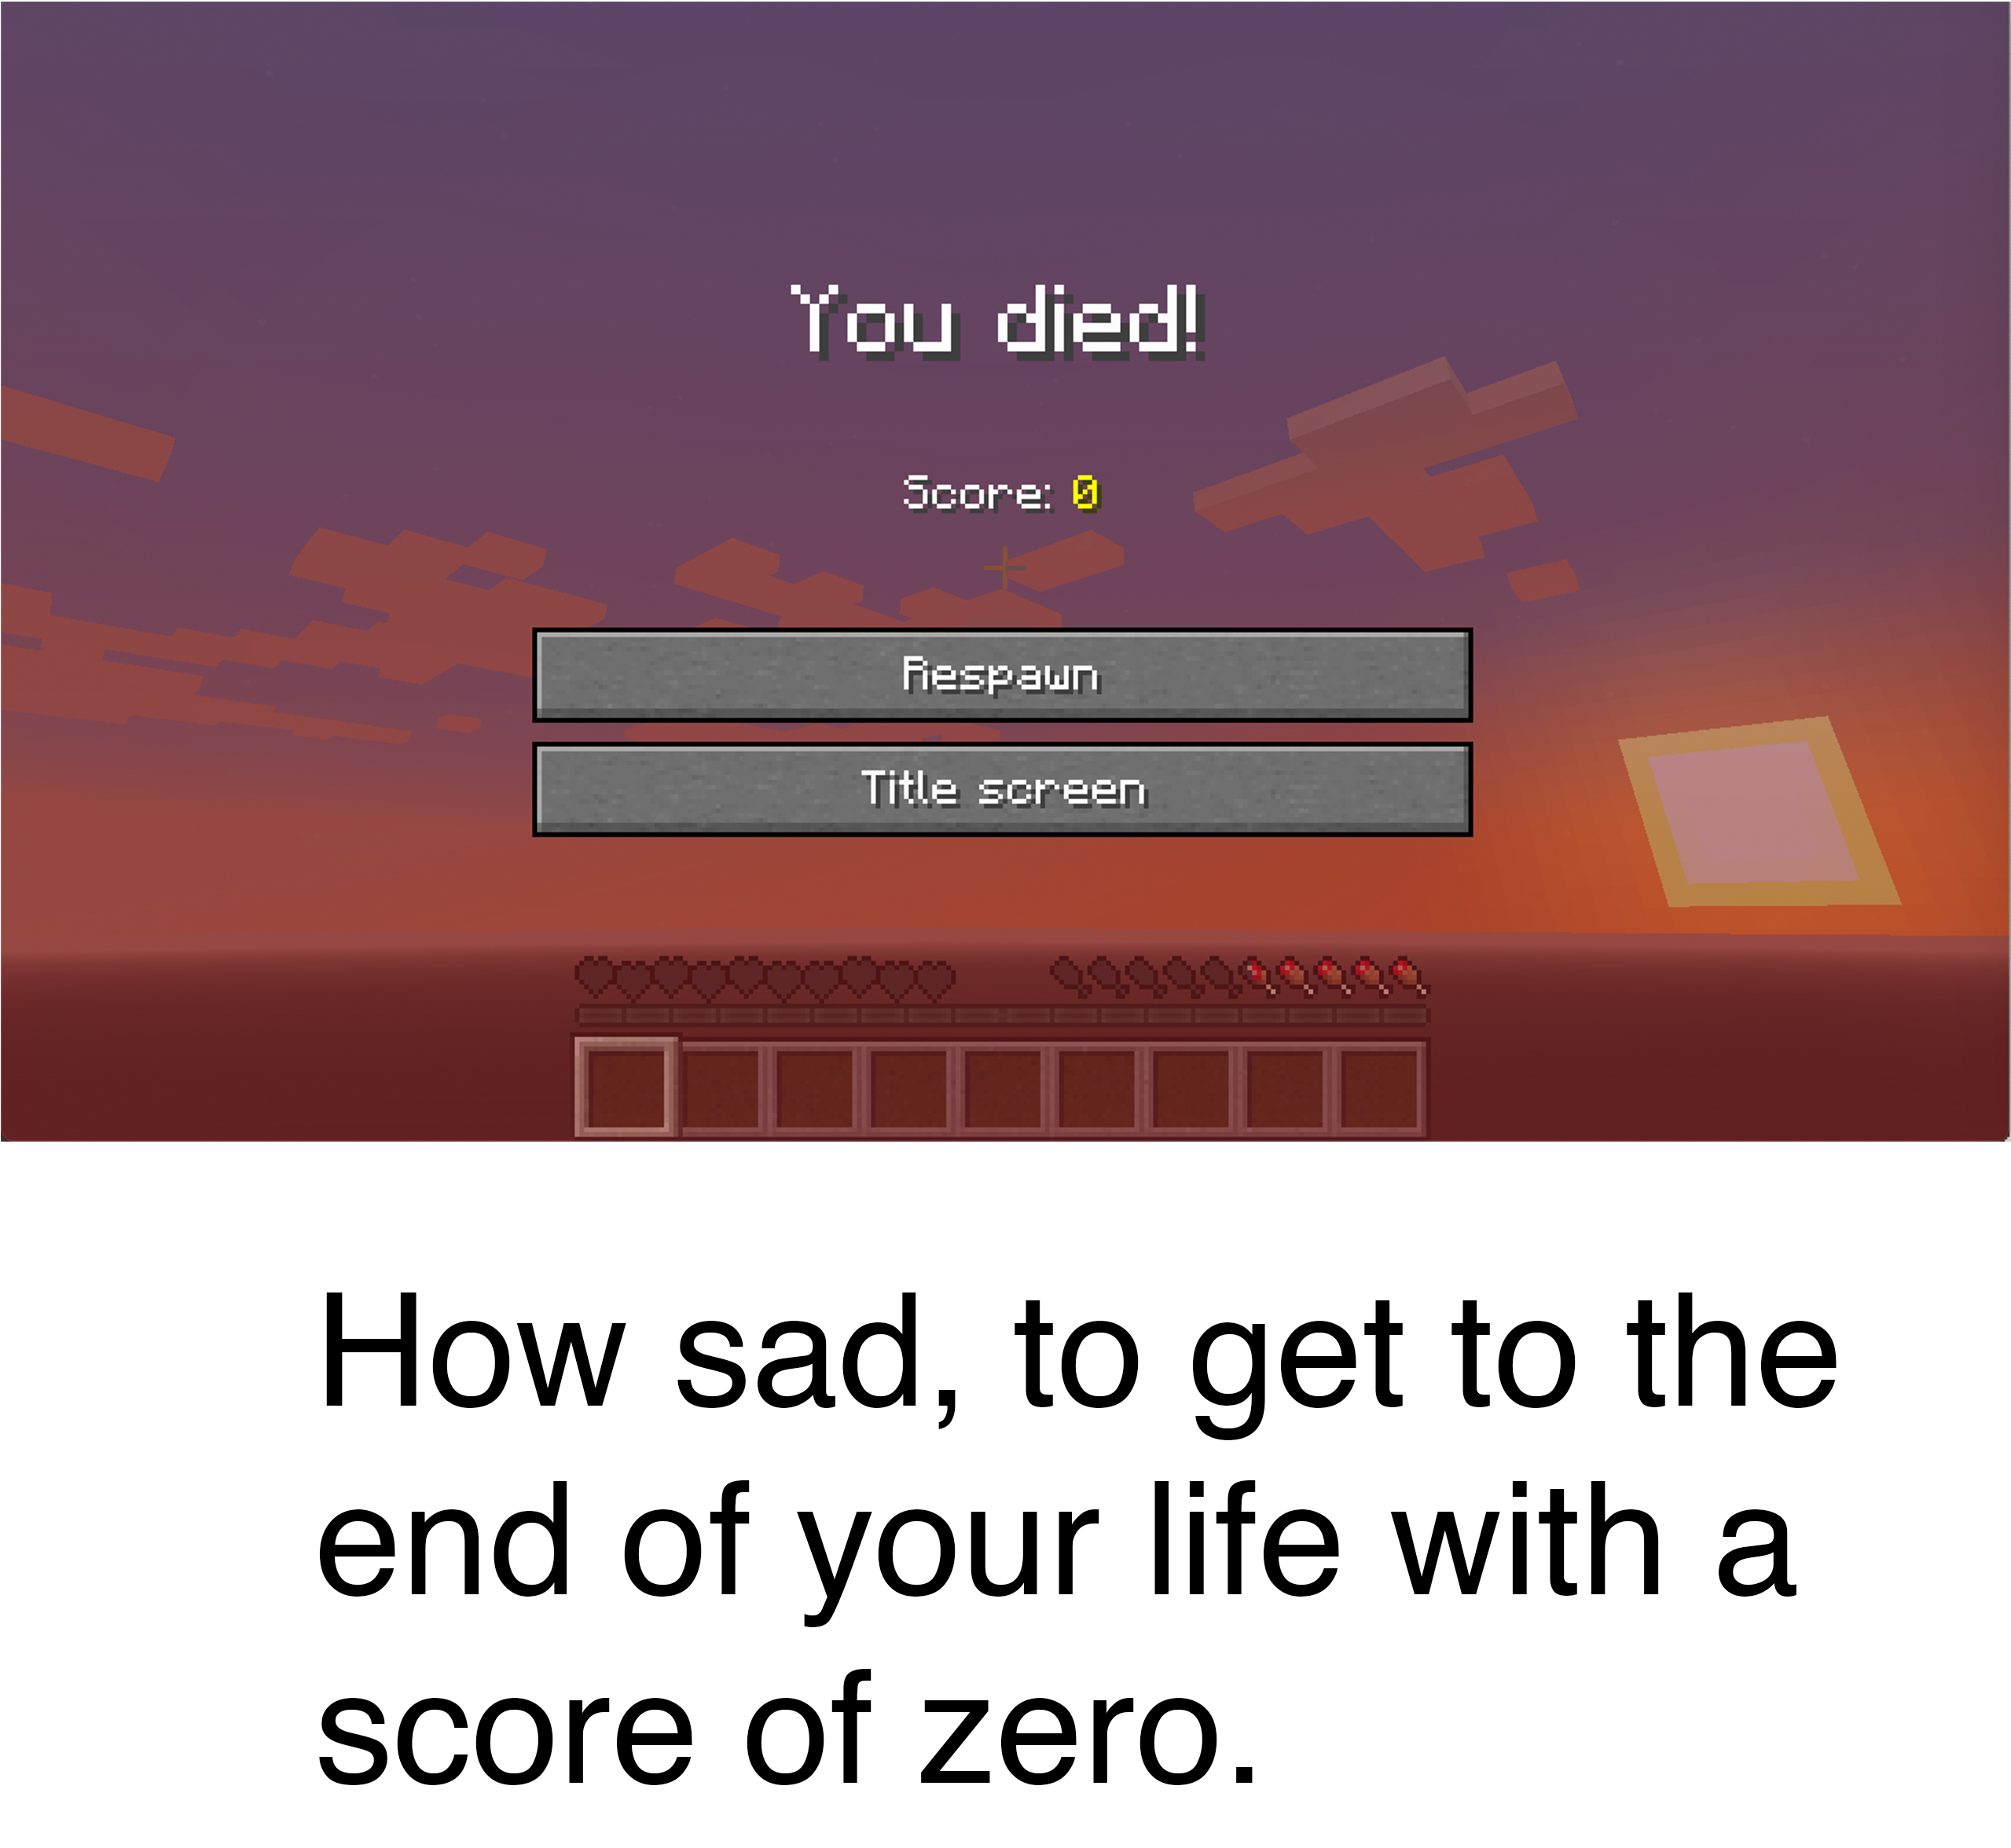 You died!
Score: 0
Respawn
Title screen
How sad, to get to the
end of your life with a
score of zero.